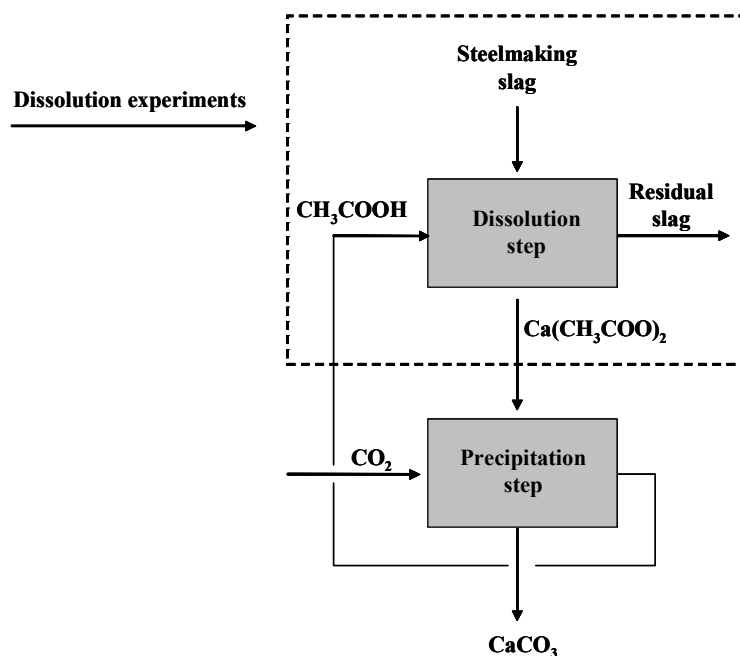 Steelmaking
slag
Dissolution experiments
CH₃COOH
Dissolution
step
Residual
slag
Ca(CH₃COO)₂
CO₂
Precipitation
step
CaCO₃